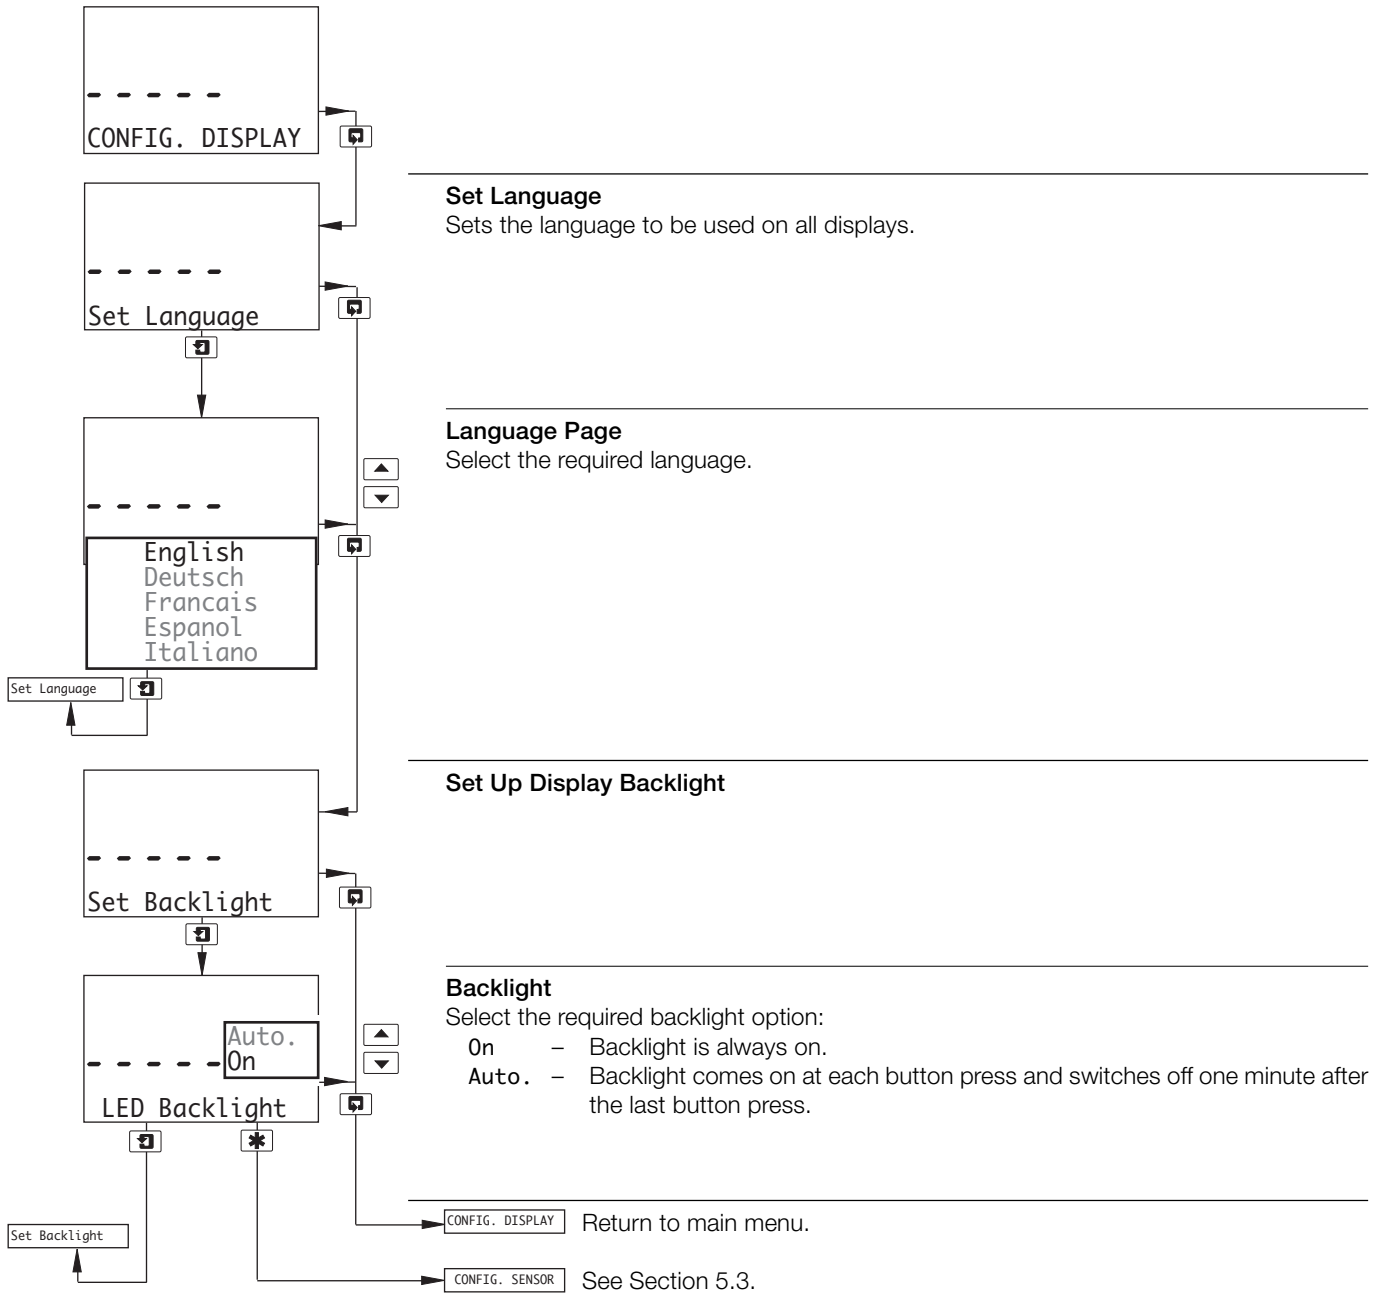 CONFIG. DISPLAY
Set Language
Sets the language to be used on all displays.
Set Language
Language Page
Select the required language.
English
Deutsch
Francais
Espanol
Italiano
Set Language
Set Up Display Backlight
Set Backlight
Backlight
Select the required backlight option:
On – Backlight is always on.
Auto. – Backlight comes on at each button press and switches off one minute after
the last button press.
Auto.
On
LED Backlight
CONFIG. DISPLAY Return to main menu.
Set Backlight
CONFIG. SENSOR See Section 5.3.